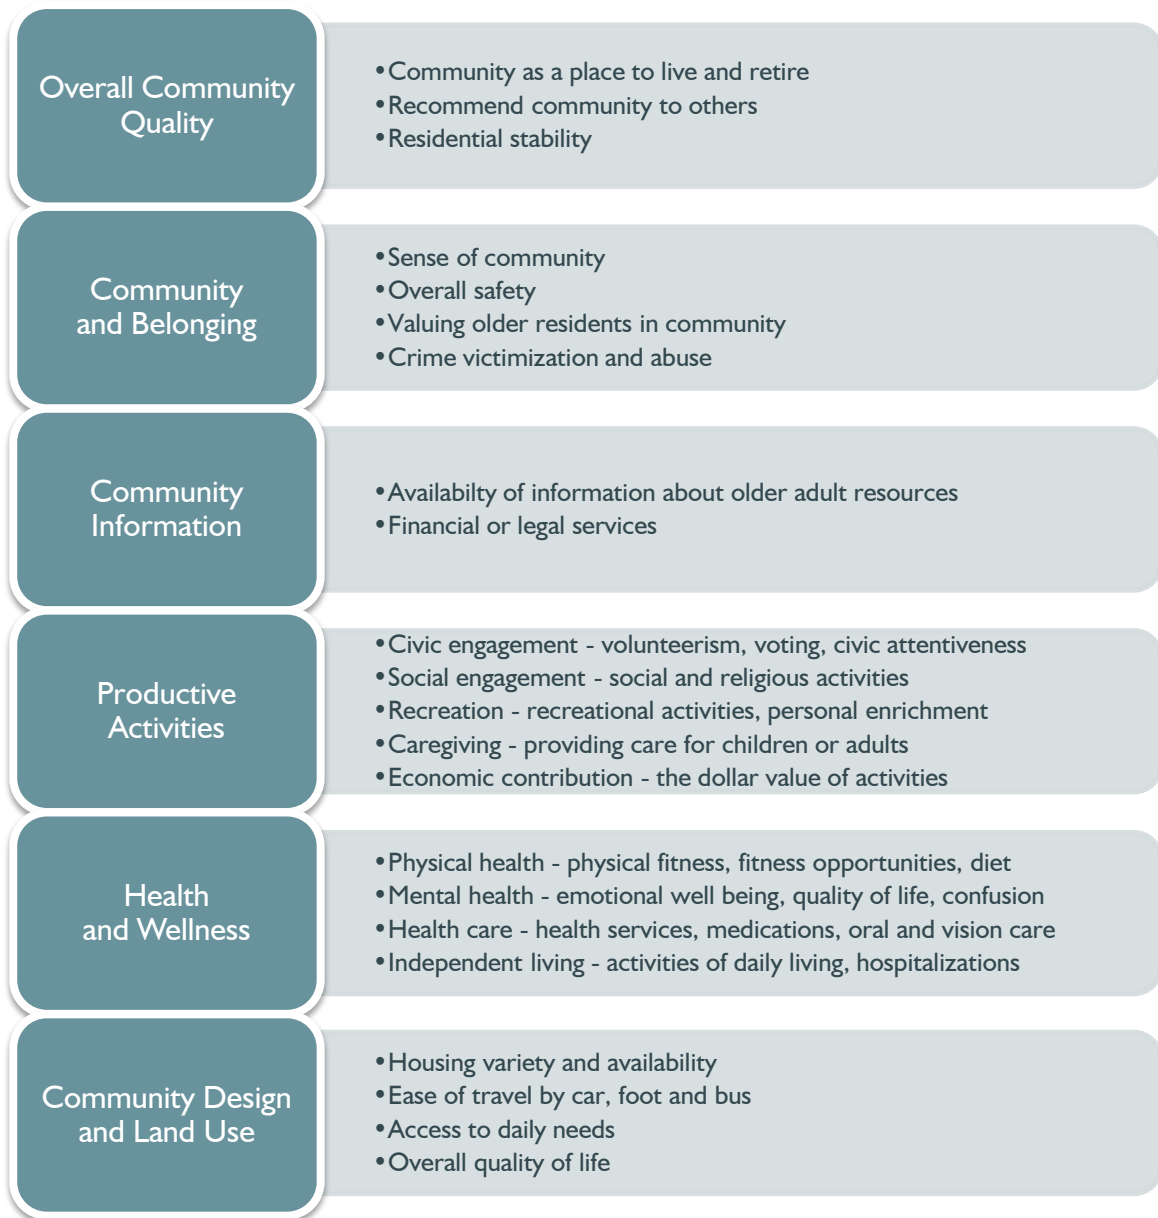 Overall Community
Quality
•Community as a place to live and retire
•Recommend community to others
•Residential stability
Community
and Belonging
•Sense of community
•Overall safety
•Valuing older residents in community
•Crime victimization and abuse
Community
Information
•Availabilty of information about older adult resources
•Financial or legal services
Productive
Activities
•Civic engagement - volunteerism, voting, civic attentiveness
•Social engagement - social and religious activities
•Recreation - recreational activities, personal enrichment
•Caregiving - providing care for children or adults
•Economic contribution - the dollar value of activities
Health
and Wellness
•Physical health - physical fitness, fitness opportunities, diet
•Mental health - emotional well being, quality of life, confusion
•Health care - health services, medications, oral and vision care
•Independent living - activities of daily living, hospitalizations
Community Design
and Land Use
•Housing variety and availability
•Ease of travel by car, foot and bus
•Access to daily needs
•Overall quality of life